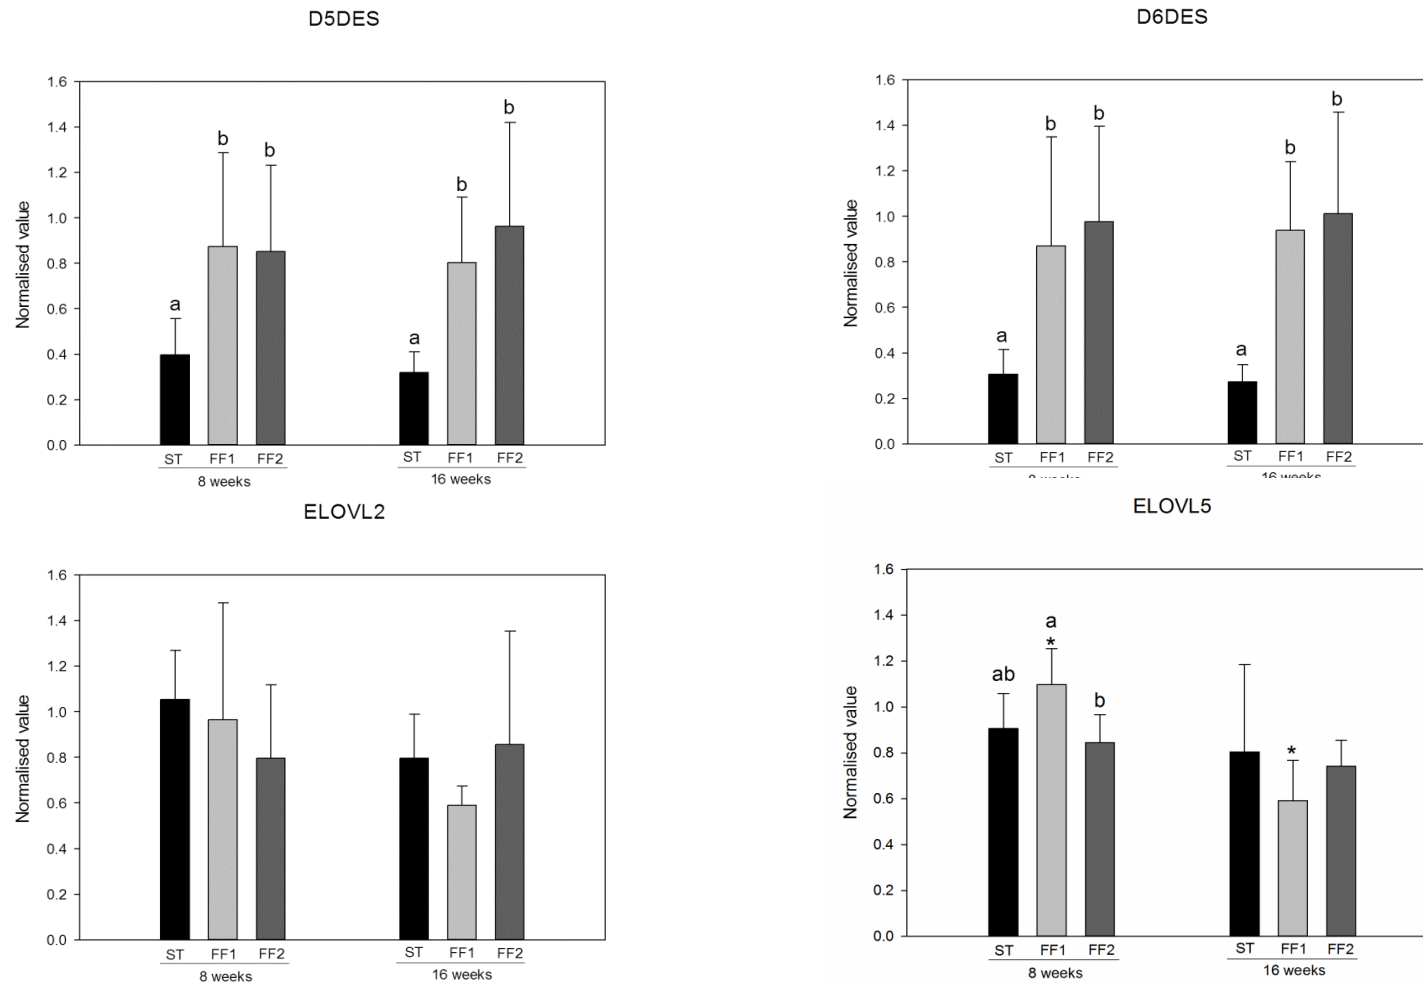 D5DES
1.6
1.4
1.2
1.0
0.8
0.6
0.4
0.2
0.0
Normalised value
a
b
b
a
b
b
ST FF1 FF2
8 weeks
ST FF1 FF2
16 weeks
D6DES
1.6
1.4
1.2
1.0
0.8
0.6
0.4
0.2
0.0
Normalised value
a
b
b
a
b
b
ST FF1 FF2
8 weeks
ST FF1 FF2
16 weeks
ELOVL2
1.6
1.4
1.2
1.0
0.8
0.6
0.4
0.2
0.0
Normalised value
ST FF1 FF2
8 weeks
ST FF1 FF2
16 weeks
ELOVL5
1.6
1.4
1.2
1.0
0.8
0.6
0.4
0.2
0.0
Normalised value
ab
a
*
b
*
ST FF1 FF2
8 weeks
ST FF1 FF2
16 weeks